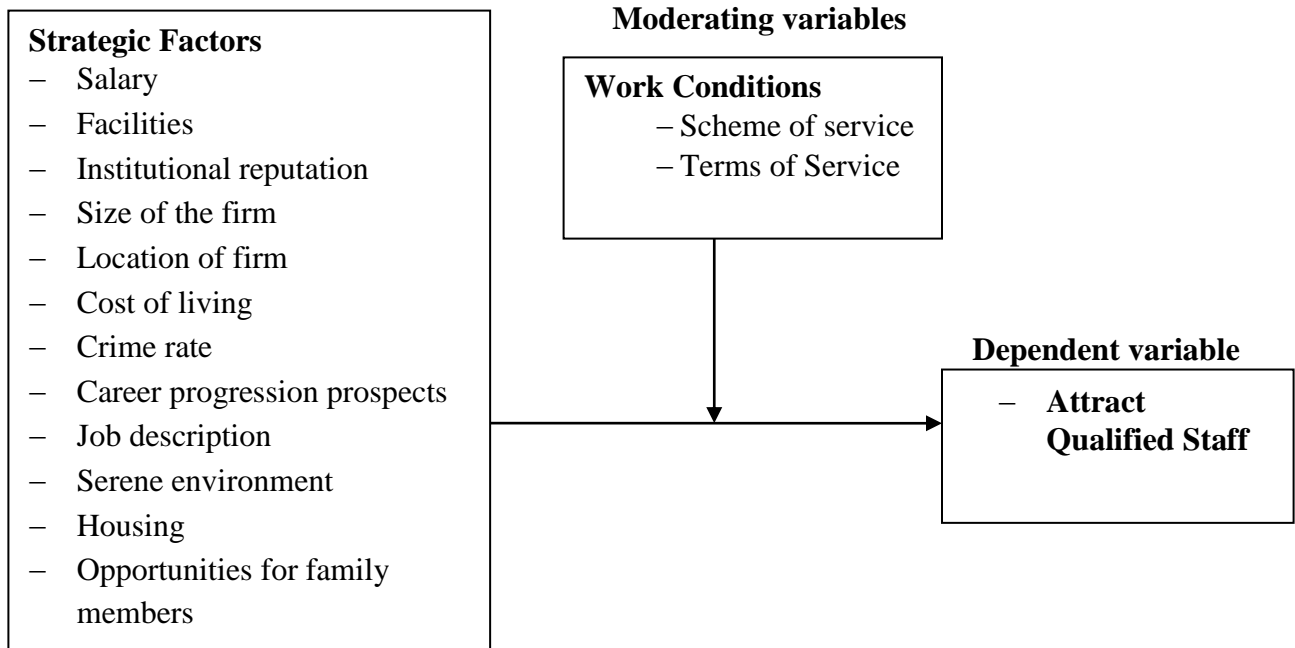 Strategic Factors
– Salary
– Facilities
– Institutional reputation
– Size of the firm
– Location of firm
– Cost of living
– Crime rate
– Career progression prospects
– Job description
– Serene environment
– Housing
– Opportunities for family
members
Moderating variables
Work Conditions
– Scheme of service
– Terms of Service
Dependent variable
– Attract
Qualified Staff